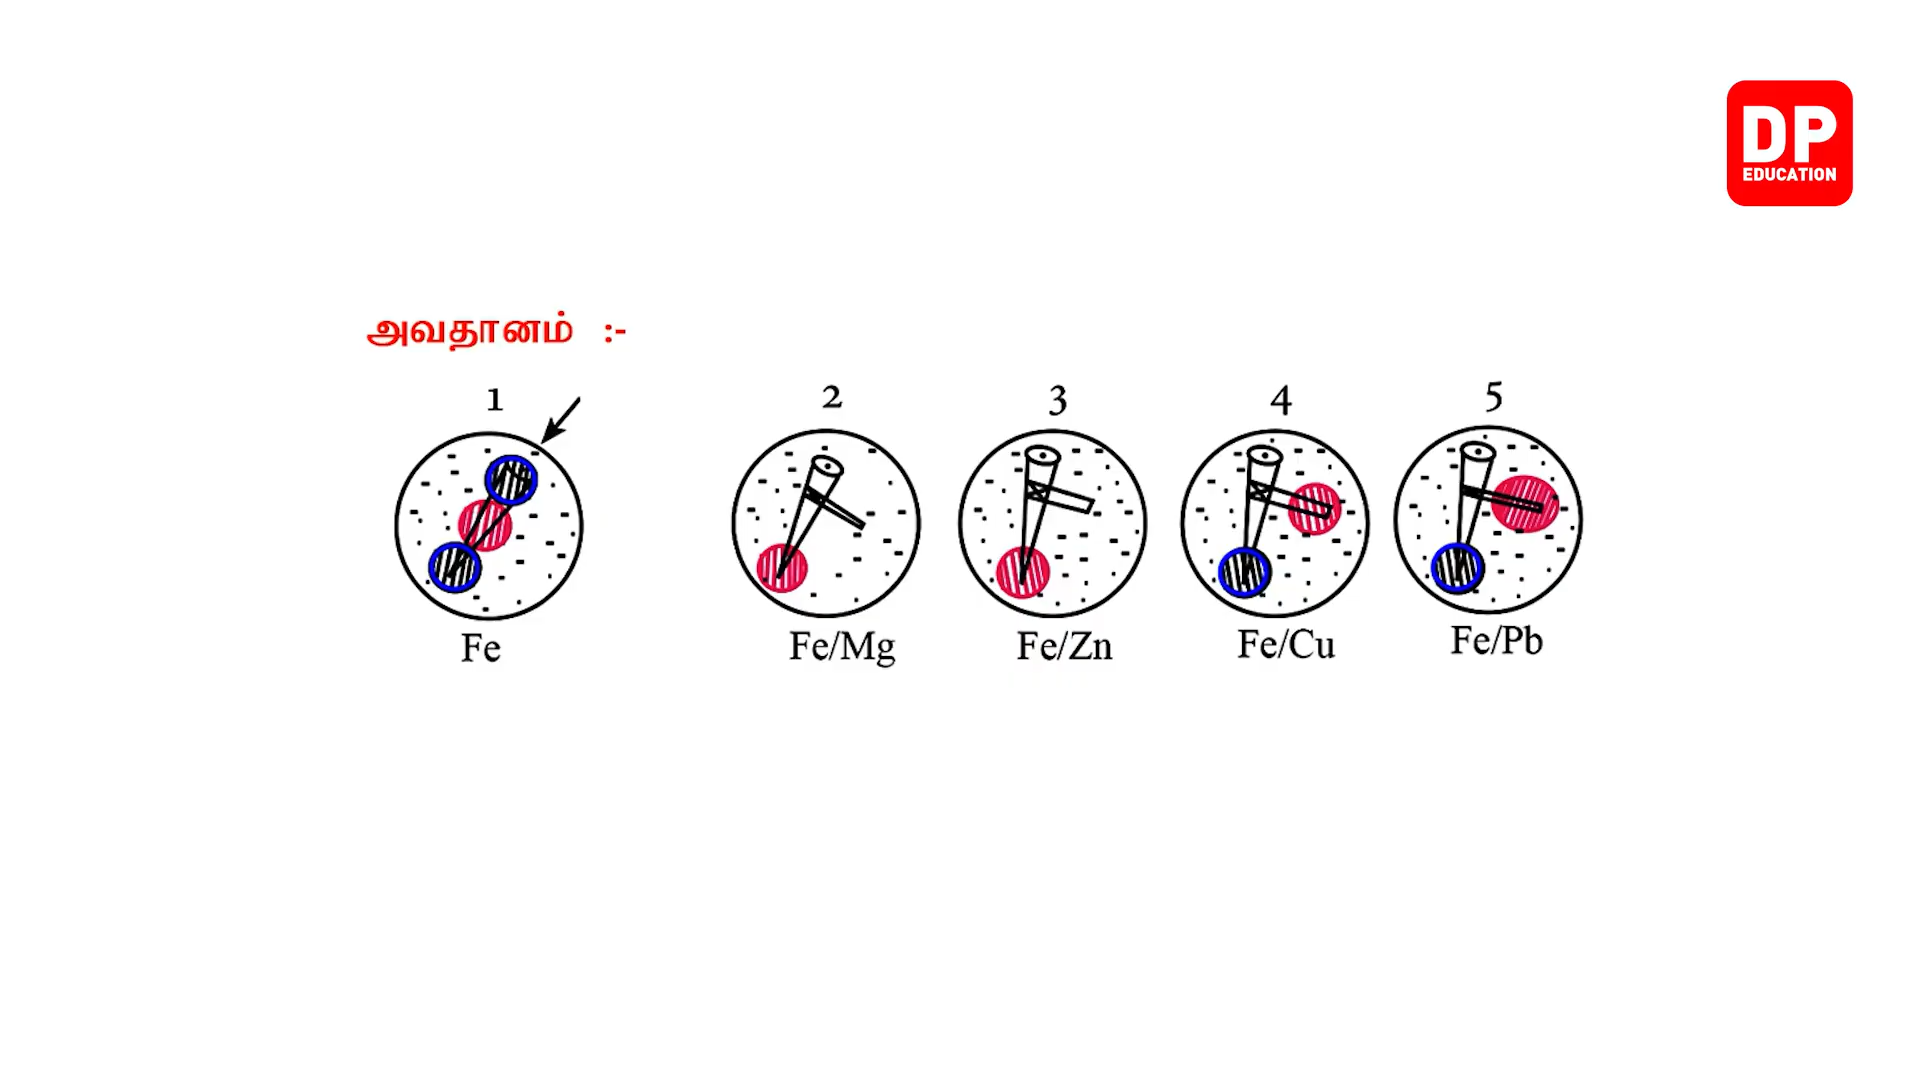 DP
EDUCATION
அவதானம் :-
1 2 3 4 5
Fe Fe/Mg Fe/Zn Fe/Cu Fe/Pb